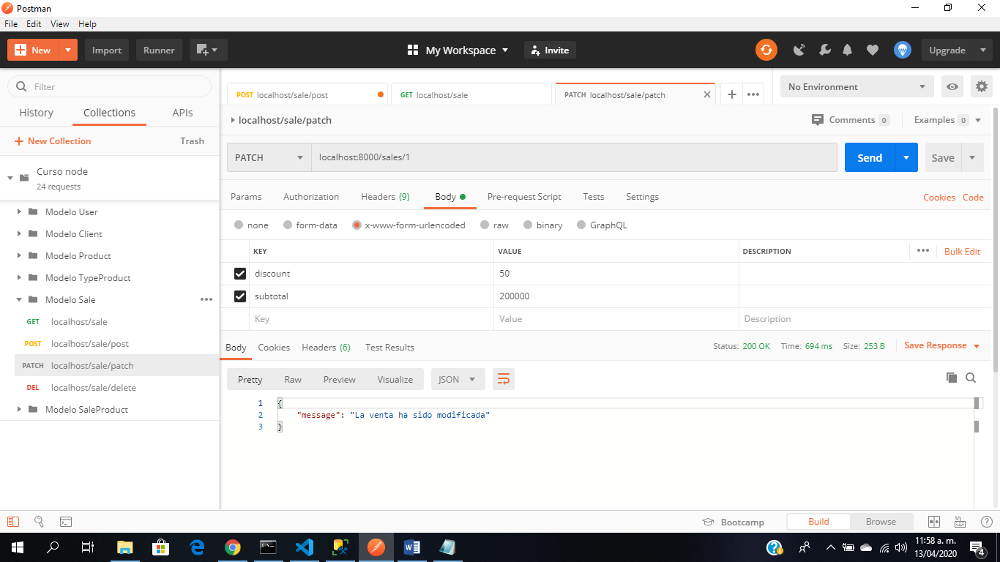 Postman
File Edit View Help
New Import Runner My Workspace Invite Upgrade
Filter
History Collections APIs
New Collection Trash
Curso node
24 requests
Modelo User
Modelo Client
Modelo Product
Modelo TypeProduct
Modelo Sale
GET localhost/sale
POST localhost/sale/post
PATCH localhost/sale/patch
DEL localhost/sale/delete
Modelo SaleProduct
POST localhost/sale/post GET localhost/sale PATCH localhost/sale/patch No Environment
localhost/sale/patch Comments 0 Examples 0
PATCH localhost:8000/sales/1 Send Save
Params Authorization Headers (9) Body Pre-request Script Tests Settings Cookies Code
none form-data x-www-form-urlencoded raw binary GraphQL
KEY VALUE DESCRIPTION Bulk Edit
discount 50
subtotal 200000
Key Value Description
Body Cookies Headers (6) Test Results Status: 200 OK Time: 694 ms Size: 253 B Save Response
Pretty Raw Preview Visualize JSON
1 {
2 "message": "La venta ha sido modificada"
3 }
Bootcamp Build Browse
11:58 a. m.
13/04/2020
4